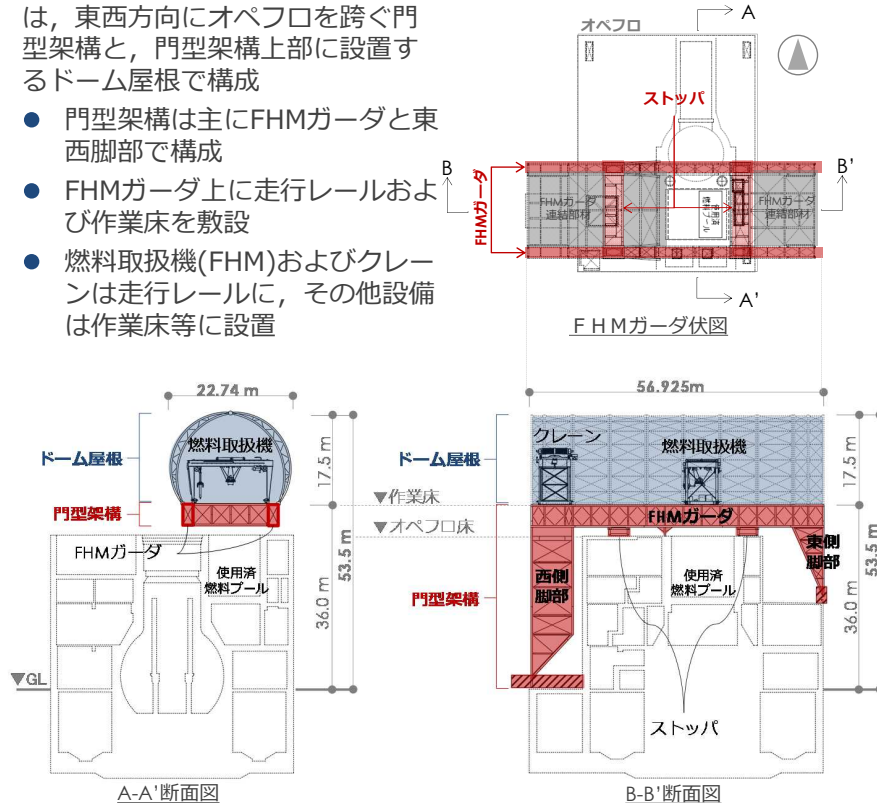 は，東西方向にオペフロを跨ぐ門
型架構と，門型架構上部に設置す
るドーム屋根で構成
● 門型架構は主にFHMガーダと東
西脚部で構成
● FHMガーダ上に走行レールおよ
び作業床を敷設
● 燃料取扱機(FHM)およびクレー
ンは走行レールに，その他設備
は作業床等に設置
オペフロ
A
ストッパ
B
B'
FHMガーダ
FHMガーダ
連結部材
使用済
燃料プール
FHMガーダ
連結部材
A'
ＦＨＭガーダ伏図
22.74 m
ドーム屋根
燃料取扱機
17.5 m
門型架構
FHMガーダ
使用済
燃料プール
53.5 m
36.0 m
▼GL
A-A'断面図
56.925m
ドーム屋根
クレーン
燃料取扱機
17.5 m
▼作業床
FHMガーダ
▼オペフロ床
東側
脚部
西側
脚部
使用済
燃料プール
門型架構
53.5 m
36.0 m
ストッパ
B-B'断面図